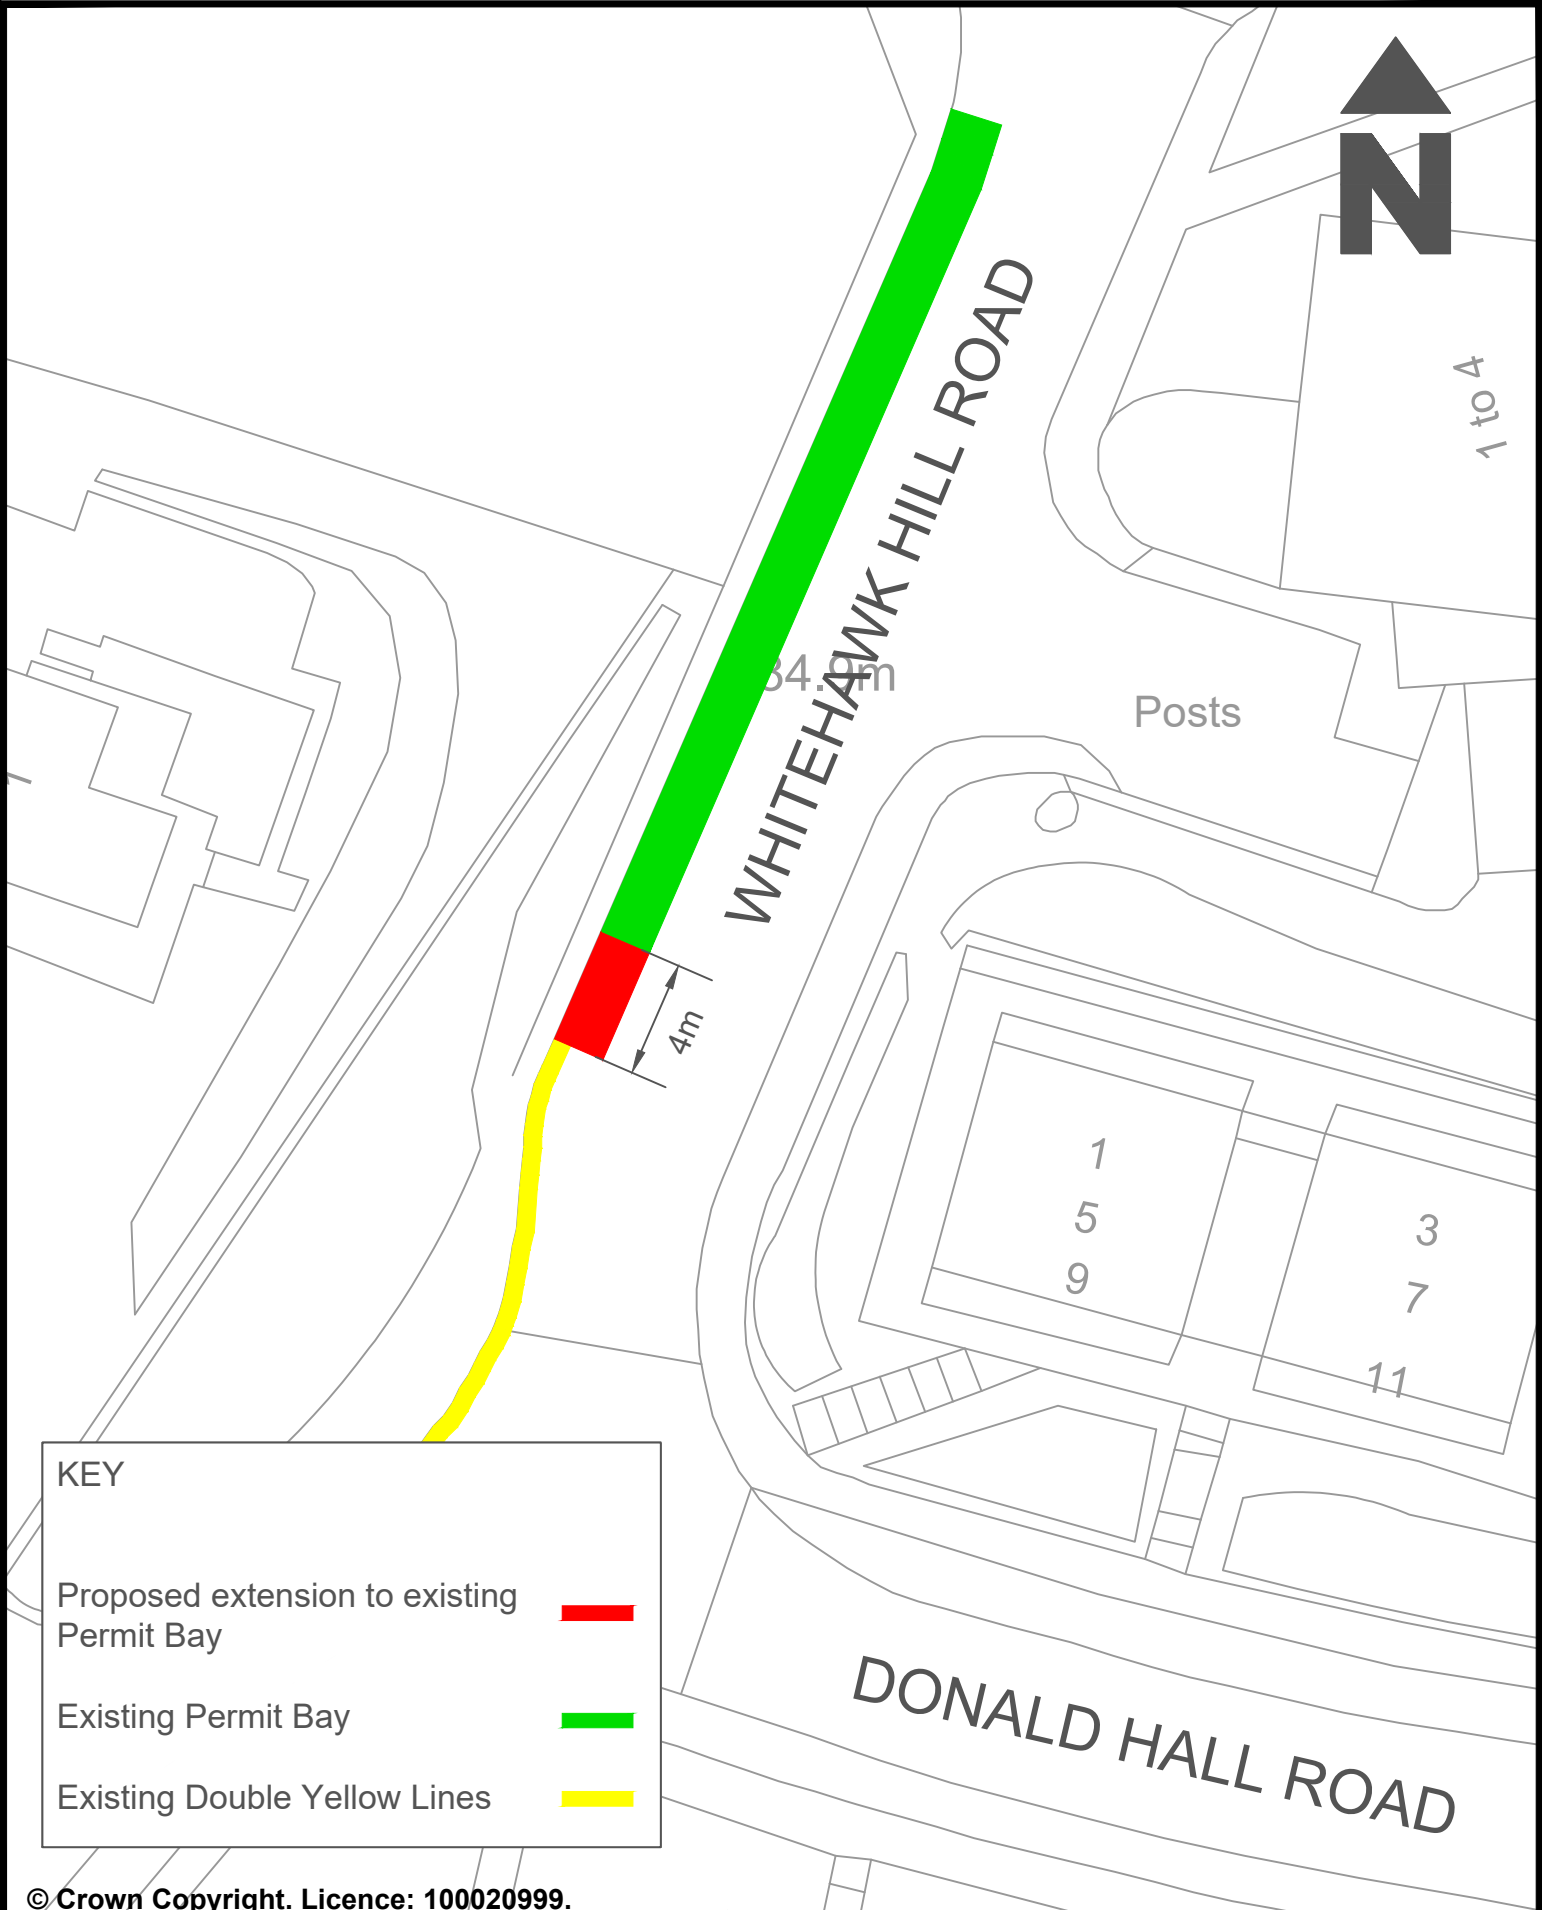 N
WHITEHAWK HILL ROAD
1 to 4
Posts
4m
1
5
9
3
7
11
KEY
Proposed extension to existing
Permit Bay
Existing Permit Bay
Existing Double Yellow Lines
DONALD HALL ROAD
© Crown Copyright. Licence: 100020999.